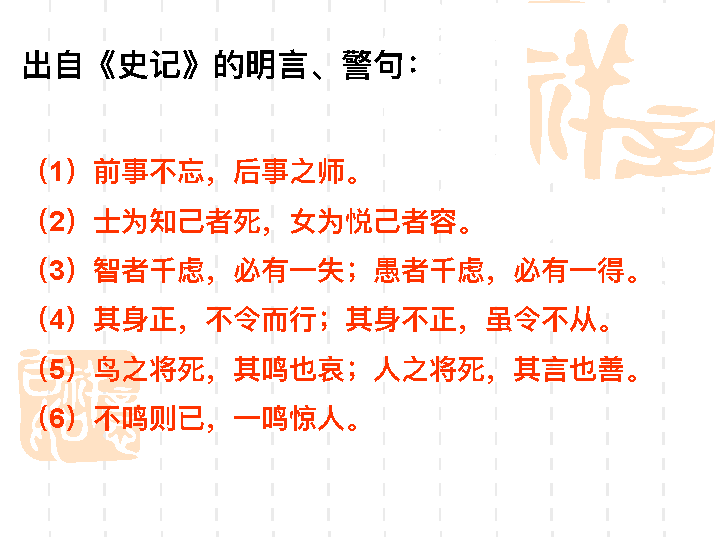 出自《史记》的明言、警句：
（1）前事不忘，后事之师。
（2）士为知己者死，女为悦己者容。
（3）智者千虑，必有一失；愚者千虑，必有一得。
（4）其身正，不令而行；其身不正，虽令不从。
（5）鸟之将死，其鸣也哀；人之将死，其言也善。
（6）不鸣则已，一鸣惊人。